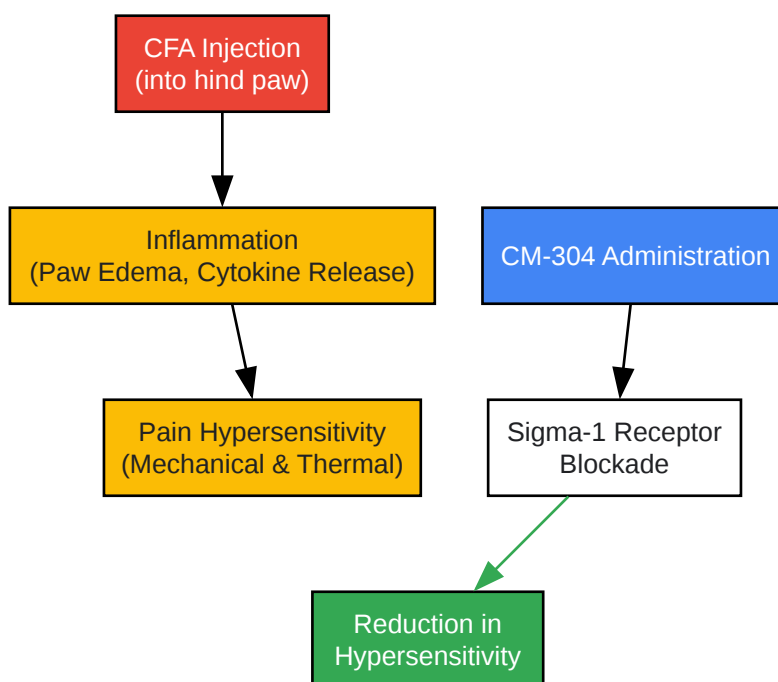 CFA Injection
(into hind paw)
Inflammation
(Paw Edema, Cytokine Release)
CM-304 Administration
Pain Hypersensitivity
(Mechanical & Thermal)
Sigma-1 Receptor
Blockade
Reduction in
Hypersensitivity